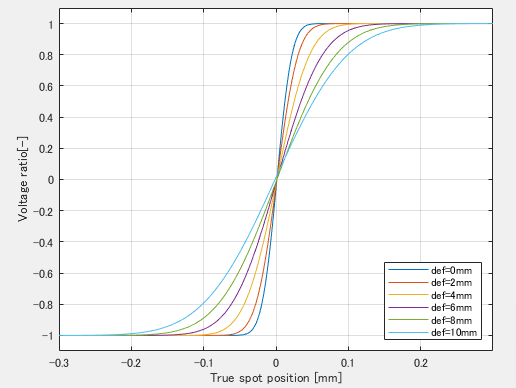 1
0.8
0.6
0.4
0.2
0
-0.2
-0.4
-0.6
-0.8
-1
Voltage ratio[-]
def=0mm
def=2mm
def=4mm
def=6mm
def=8mm
def=10mm
-0.3 -0.2 -0.1 0 0.1 0.2
True spot position [mm]